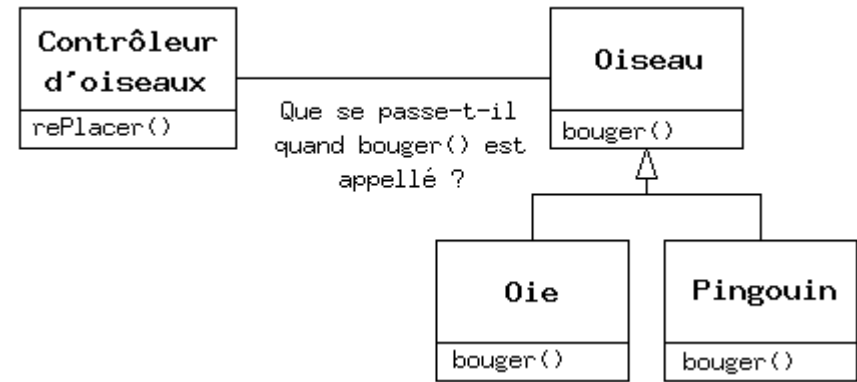 Contrôleur
d'oiseaux
rePlacer()
Que se passe-t-il
quand bouger() est
appellé ?
Oiseau
bouger()
Oie
bouger()
Pingouin
bouger()